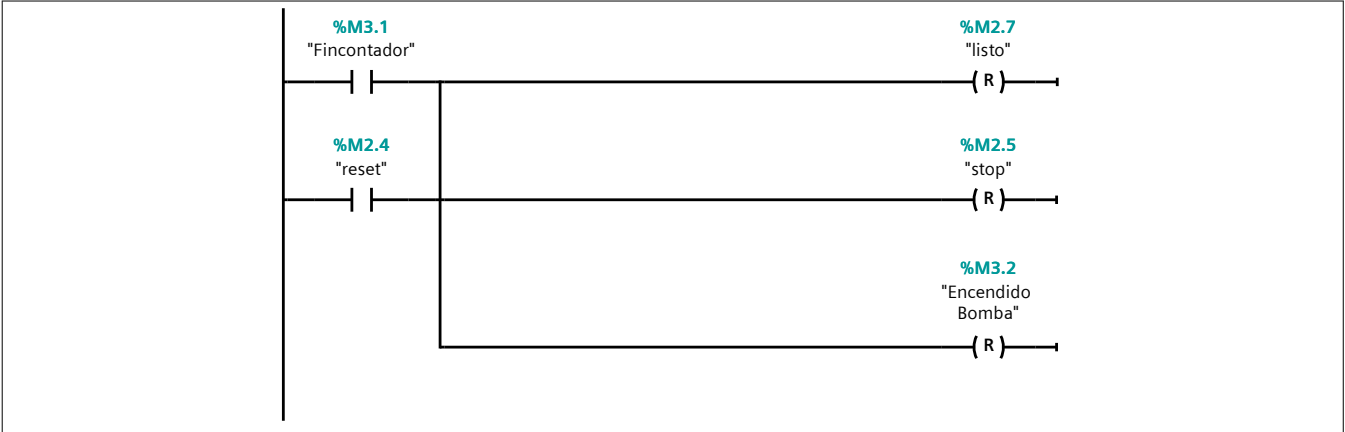 %M3.1
"Fincontador"
%M2.7
"listo"
R
%M2.4
"reset"
%M2.5
"stop"
R
%M3.2
"Encendido
Bomba"
R